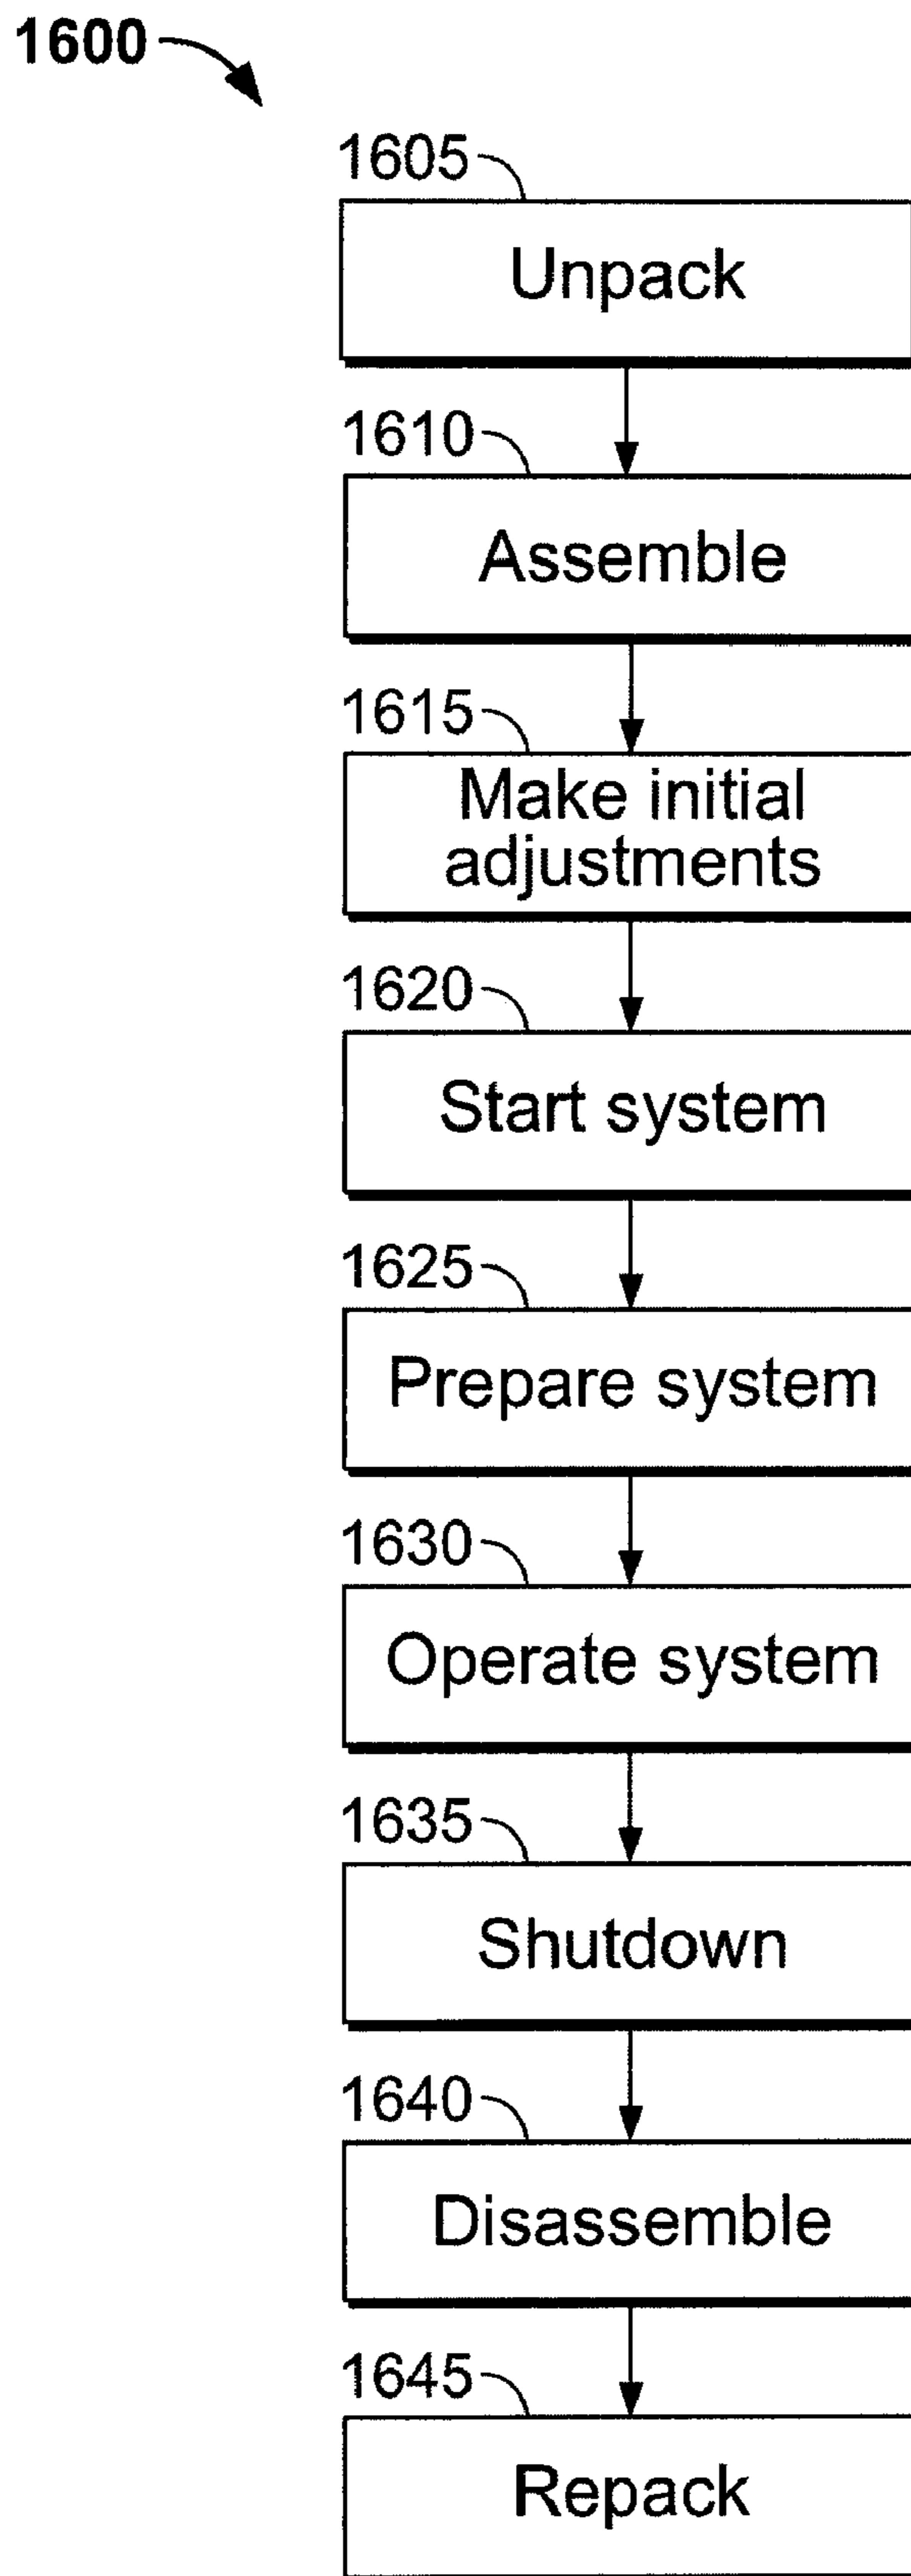 1600
1605
Unpack
1610
Assemble
1615
Make initial
adjustments
1620
Start system
1625
Prepare system
1630
Operate system
1635
Shutdown
1640
Disassemble
1645
Repack